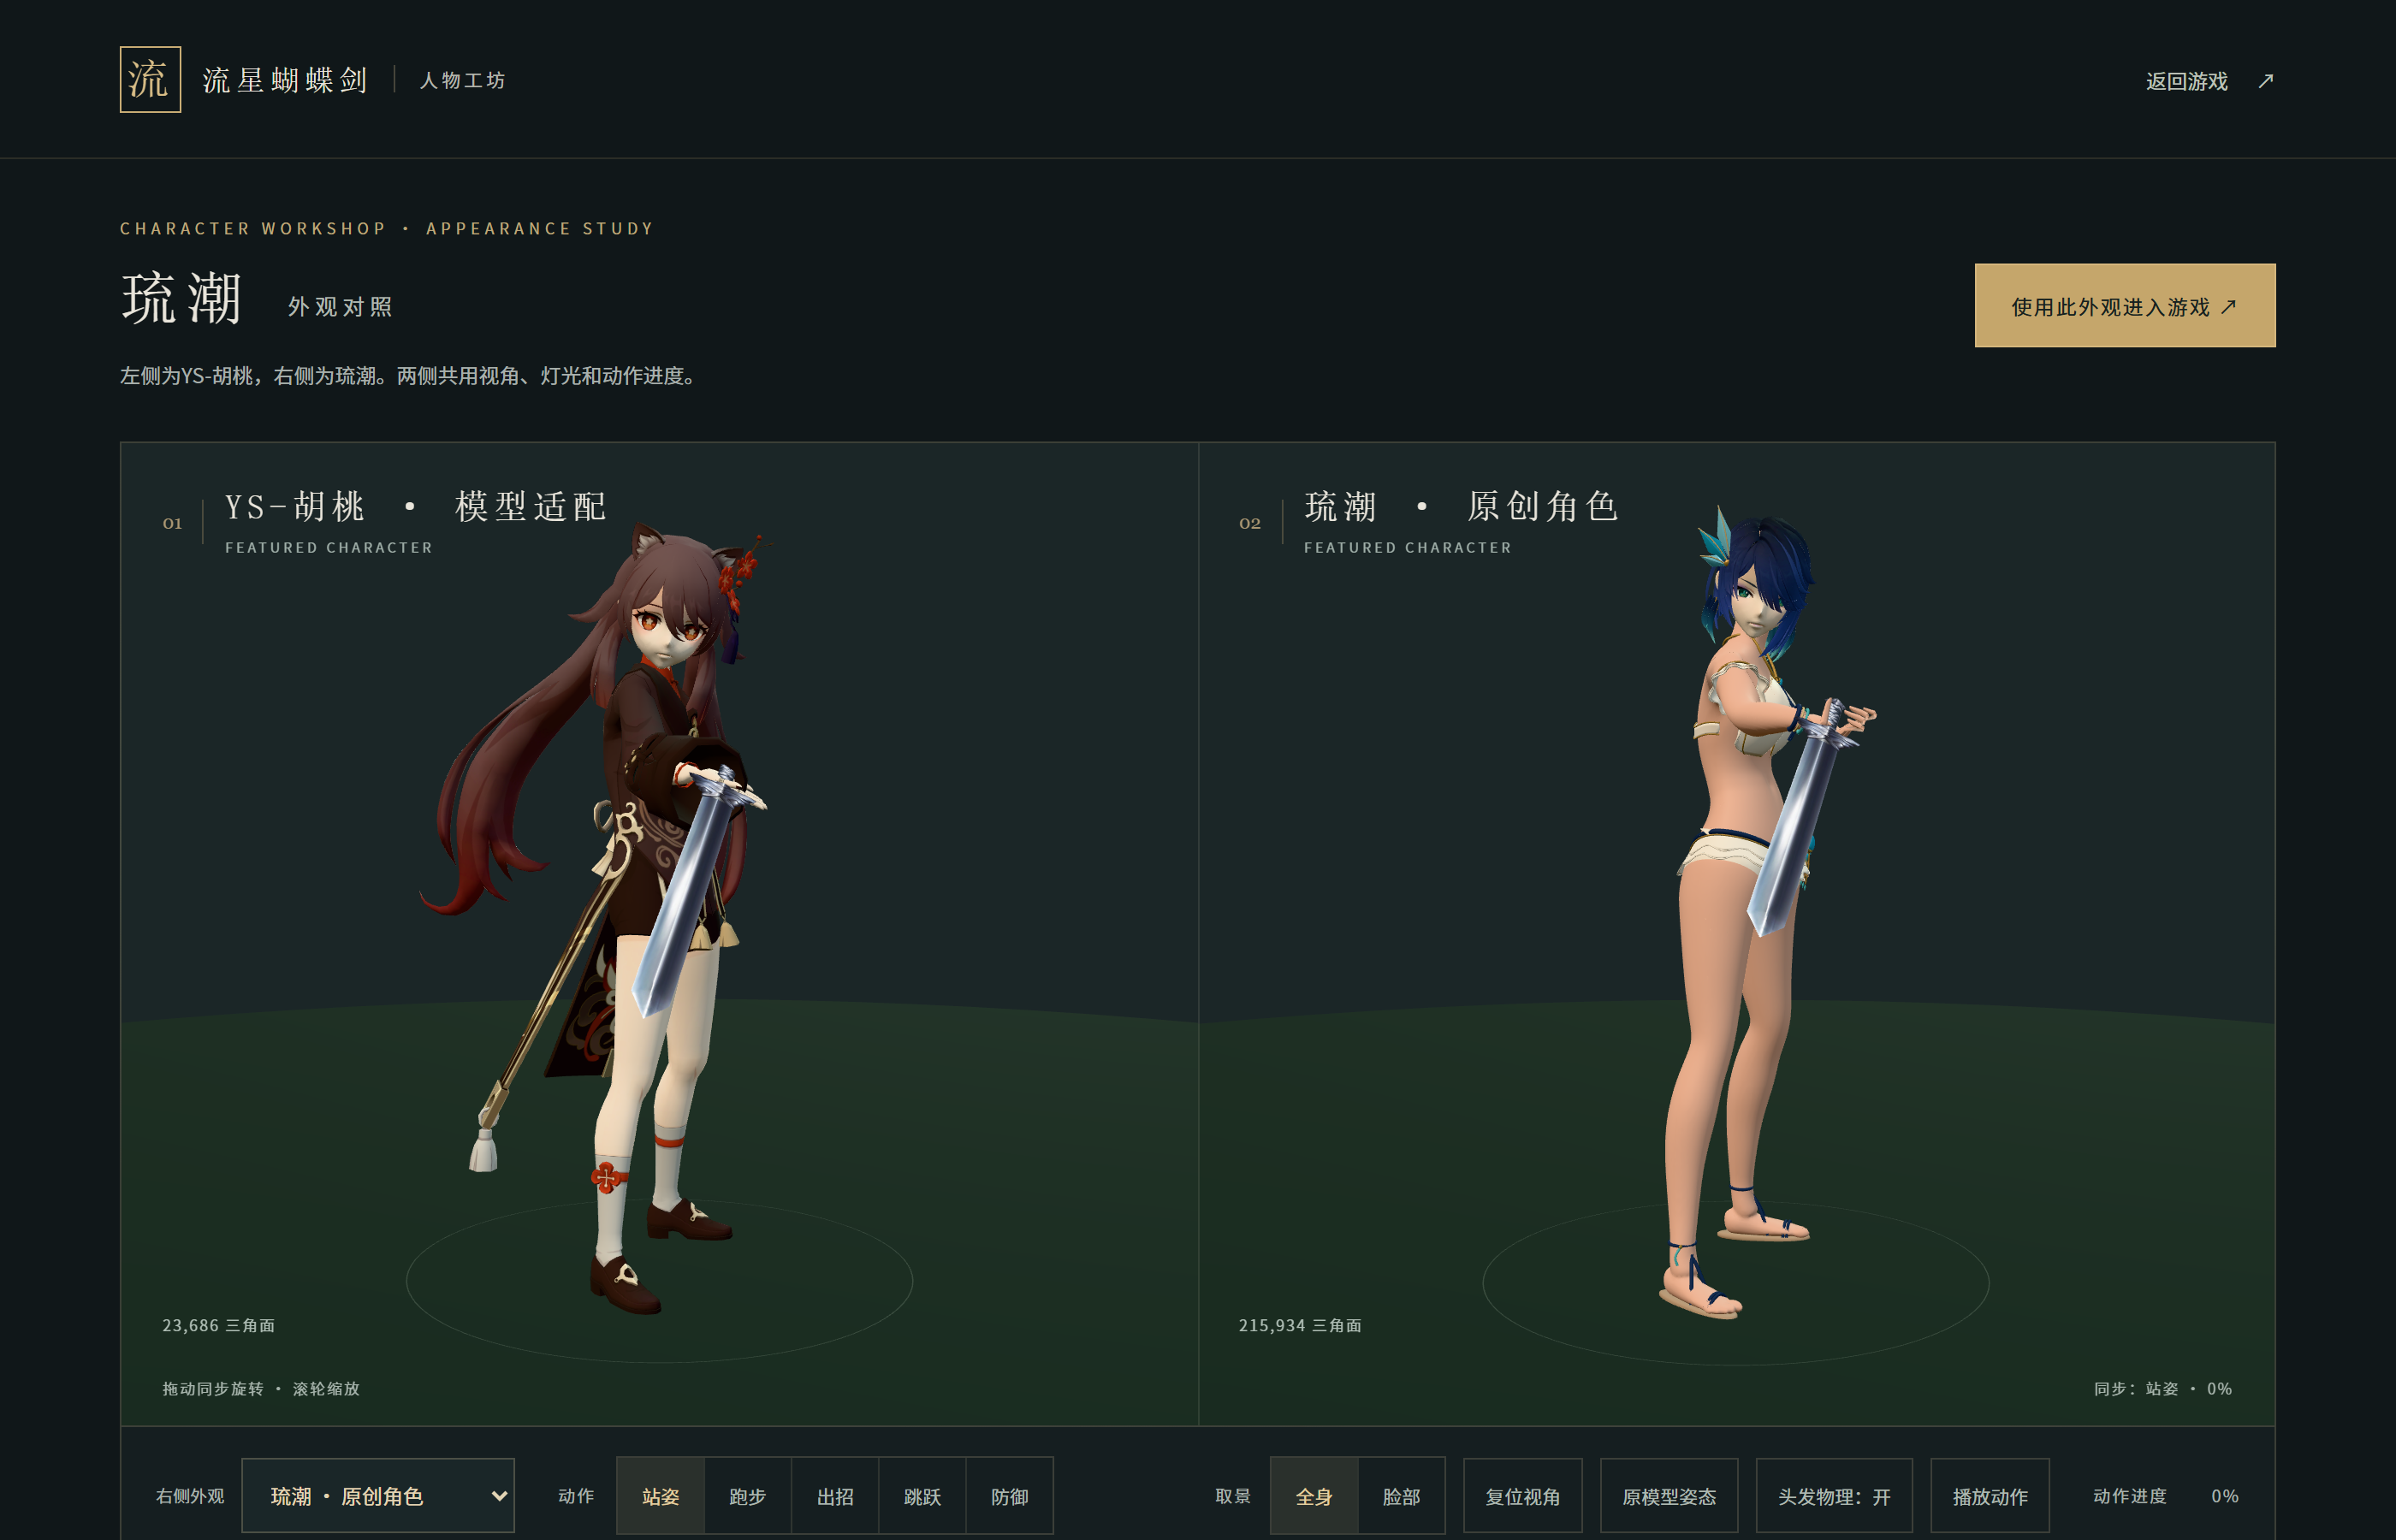 流 流星蝴蝶剑 人物工坊 返回游戏 ↗
CHARACTER WORKSHOP • APPEARANCE STUDY
琉潮 外观对照
使用此外观进入游戏 ↗
左侧为YS-胡桃，右侧为琉潮。两侧共用视角、灯光和动作进度。
01 YS-胡桃 • 模型适配
FEATURED CHARACTER
02 琉潮 • 原创角色
FEATURED CHARACTER
23,686 三角面
215,934 三角面
拖动同步旋转 • 滚轮缩放
同步：站姿 • 0%
右侧外观 琉潮 • 原创角色 动作 站姿 跑步 出招 跳跃 防御 取景 全身 脸部 复位视角 原模型姿态 头发物理：开 播放动作 动作进度 0%